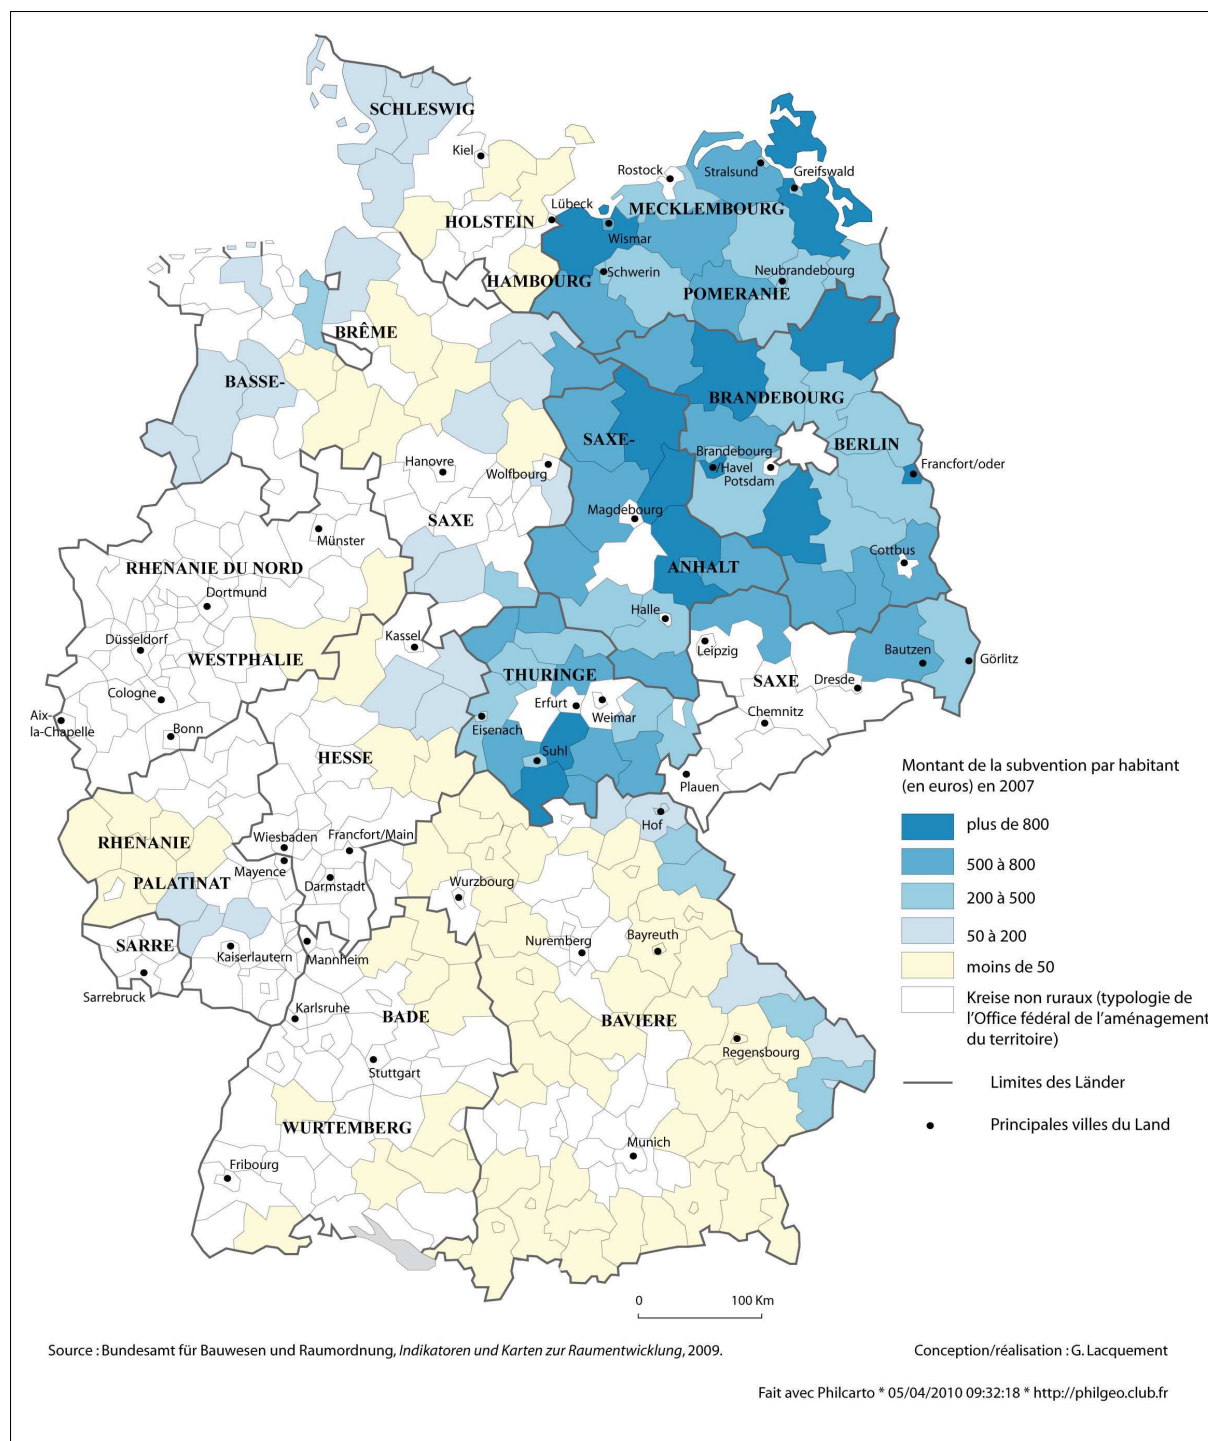 SCHLESWIG
Kiel
Rostock
Stralsund
Greifswald
Lübeck
HOLSTEIN
MECKLEMBOURG
Wismar
HAMBOURG
Schwerin
Neubrandebourg
POMERANIE
BRÊME
BASSE-
BRANDEBOURG
SAXE-
BERLIN
Hanovre
Wolfbourg
Brandebourg
/Havel
Potsdam
Francfort/oder
SAXE
Magdebourg
Münster
Cottbus
RHENANIE DU NORD
ANHALT
Dortmund
Halle
Düsseldorf
Kassel
Leipzig
Bautzen
Görlitz
WESTPHALIE
THURINGE
SAXE
Dresde
Cologne
Erfurt
Weimar
Aix-
la-Chapelle
Bonn
Eisenach
Chemnitz
HESSE
Suhl
Plauen
Montant de la subvention par habitant
(en euros) en 2007
plus de 800
500 à 800
200 à 500
50 à 200
moins de 50
Kreise non ruraux (typologie de
l’Office fédéral de l’aménagement
du territoire)
Limites des Länder
Principales villes du Land
Hof
RHENANIE
Wiesbaden
Francfort/Main
Mayence
PALATINAT
Darmstadt
Wurzbourg
SARRE
Kaiserlautern
Mannheim
Nuremberg
Bayreuth
Sarrebruck
Karlsruhe
BADE
BAVIERE
Regensbourg
Stuttgart
WURTEMBERG
Munich
Fribourg
0 100 Km
Source : Bundesamt für Bauwesen und Raumordnung, Indikatoren und Karten zur Raumentwicklung, 2009.
Conception/réalisation : G. Lacquement
Fait avec Philcarto * 05/04/2010 09:32:18 * http://philgeo.club.fr